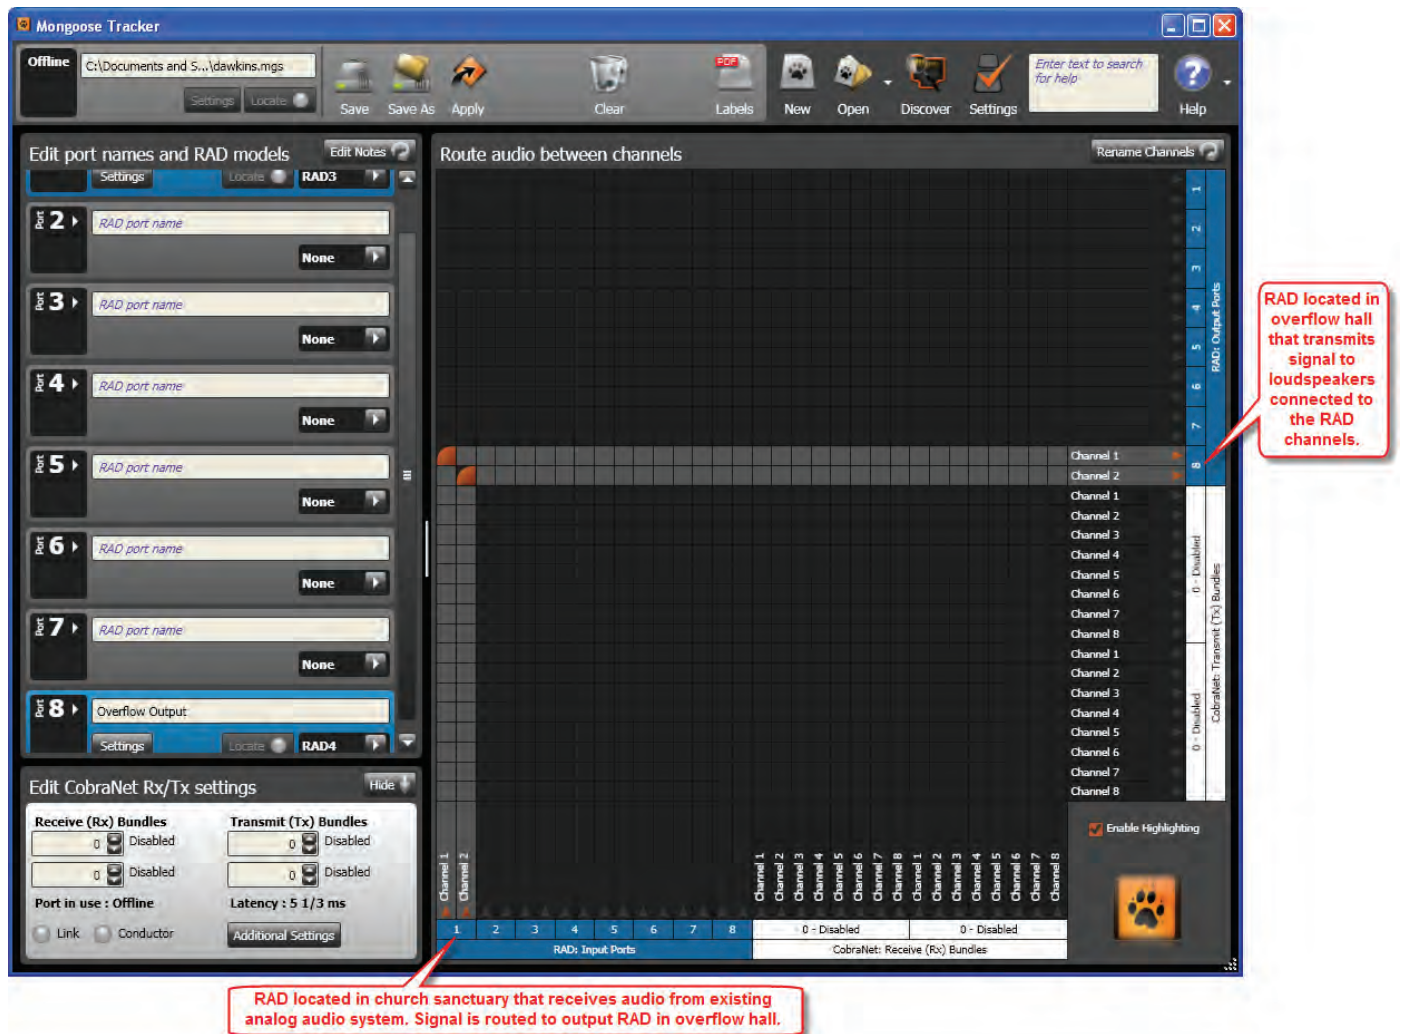 Mongoose Tracker
Offline
C:\Documents and S...\dawkins.mgs
Settings
Locate
Save
Save As
Apply
Clear
PDF
Labels
New
Open
Discover
Settings
Enter text to search
for help
?
Help
Edit port names and RAD models
Edit Notes
Settings
Locate
RAD3
Port 2
RAD port name
None
Port 3
RAD port name
None
Port 4
RAD port name
None
Port 5
RAD port name
None
Port 6
RAD port name
None
Port 7
RAD port name
None
Port 8
Overflow Output
Settings
Locate
RAD4
Edit CobraNet Rx/Tx settings
Hide
Receive (Rx) Bundles
0 Disabled
0 Disabled
Port in use : Offline
Link
Conductor
Transmit (Tx) Bundles
0 Disabled
0 Disabled
Latency : 5 1/3 ms
Additional Settings
Route audio between channels
Rename Channels
1
2
3
4
5
6
7
8
RAD: Output Ports
Channel 1
Channel 2
Channel 1
Channel 2
Channel 3
Channel 4
Channel 5
Channel 6
Channel 7
Channel 8
Channel 1
Channel 2
Channel 3
Channel 4
Channel 5
Channel 6
Channel 7
Channel 8
0 - Disabled
0 - Disabled
CobraNet: Transmit (Tx) Bundles
Enable Highlighting
Channel 1
Channel 2
Channel 1
Channel 2
Channel 3
Channel 4
Channel 5
Channel 6
Channel 7
Channel 8
Channel 1
Channel 2
Channel 3
Channel 4
Channel 5
Channel 6
Channel 7
Channel 8
1 2 3 4 5 6 7 8
0 - Disabled
0 - Disabled
RAD: Input Ports
CobraNet: Receive (Rx) Bundles
RAD located in
overflow hall
that transmits
signal to
loudspeakers
connected to
the RAD
channels.
RAD located in church sanctuary that receives audio from existing
analog audio system. Signal is routed to output RAD in overflow hall.